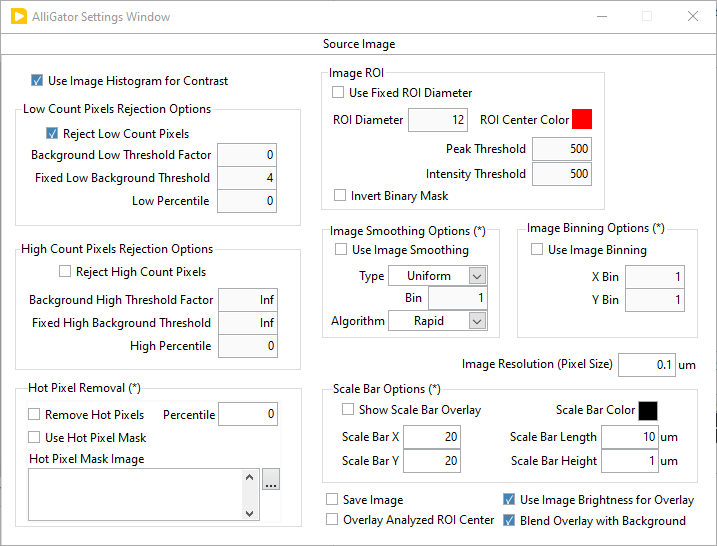 AlliGator Settings Window
Source Image
Use Image Histogram for Contrast
Low Count Pixels Rejection Options
Reject Low Count Pixels
Background Low Threshold Factor 0
Fixed Low Background Threshold 4
Low Percentile 0
High Count Pixels Rejection Options
Reject High Count Pixels
Background High Threshold Factor Inf
Fixed High Background Threshold Inf
High Percentile 0
Hot Pixel Removal (*)
Remove Hot Pixels Percentile 0
Use Hot Pixel Mask
Hot Pixel Mask Image
...
Image ROI
Use Fixed ROI Diameter
ROI Diameter 12 ROI Center Color
Peak Threshold 500
Intensity Threshold 500
Invert Binary Mask
Image Smoothing Options (*)
Use Image Smoothing
Type Uniform
Bin 1
Algorithm Rapid
Image Binning Options (*)
Use Image Binning
X Bin 1
Y Bin 1
Image Resolution (Pixel Size) 0.1 um
Scale Bar Options (*)
Show Scale Bar Overlay Scale Bar Color
Scale Bar X 20 Scale Bar Length 10 um
Scale Bar Y 20 Scale Bar Height 1 um
Save Image Use Image Brightness for Overlay
Overlay Analyzed ROI Center Blend Overlay with Background